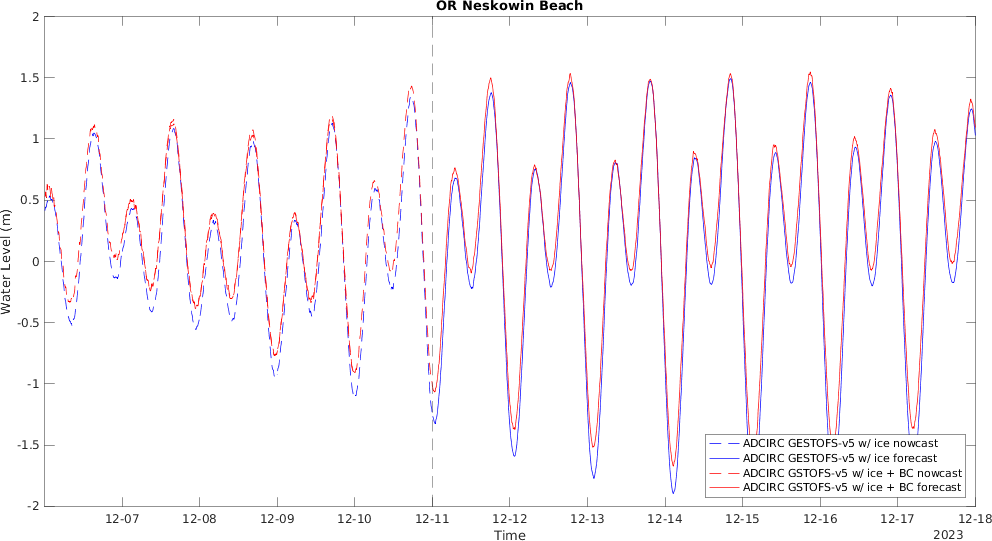 OR Neskowin Beach
2
1.5
1
0.5
0
-0.5
-1
-1.5
-2
Water Level (m)
ADCIRC GESTOFS-v5 w/ ice nowcast
ADCIRC GESTOFS-v5 w/ ice forecast
ADCIRC GSTOFS-v5 w/ ice + BC nowcast
ADCIRC GSTOFS-v5 w/ ice + BC forecast
12-07 12-08 12-09 12-10 12-11 12-12 12-13 12-14 12-15 12-16 12-17 12-18
Time
2023